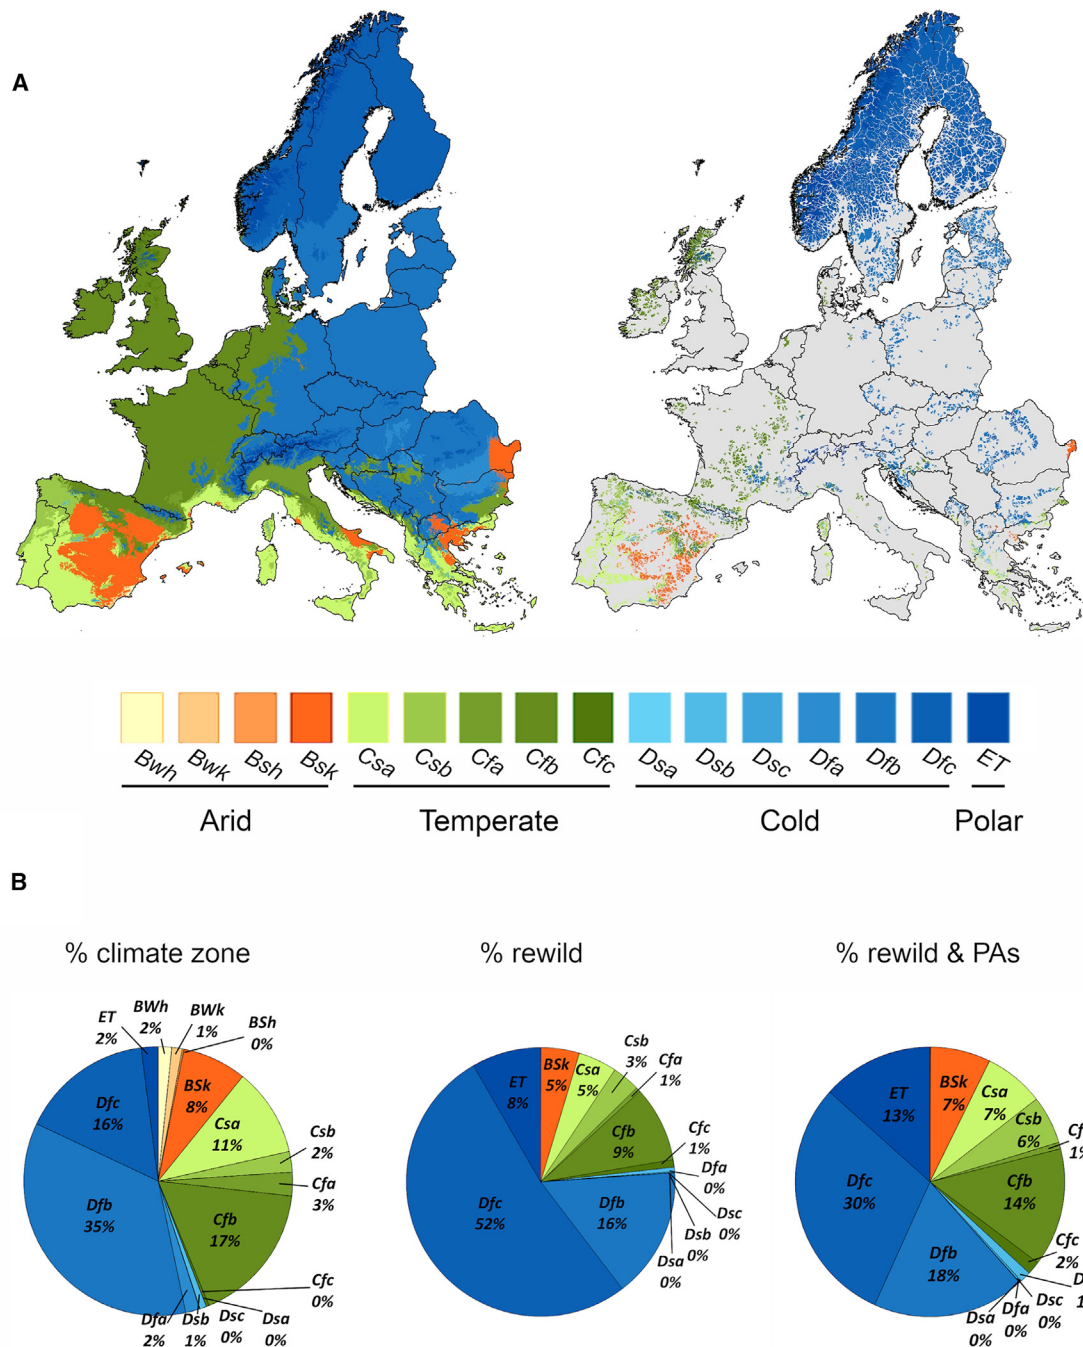 A
Bwh Bwk Bsh Bsk Csa Csb Cfa Cfb Cfc Dsa Dsb Dsc Dfa Dfb Dfc ET
Arid Temperate Cold Polar
B
% climate zone
ET 2%
BWh 2%
BWk 1%
BSh 0%
BSk 8%
Csa 11%
Csb 2%
Cfa 3%
Cfb 17%
Cfc 0%
Dsa 0%
Dsc 0%
Dsb 1%
Dfa 2%
Dfb 35%
Dfc 16%
% rewild
ET 8%
BSk 5%
Csa 5%
Csb 3%
Cfa 1%
Cfb 9%
Cfc 1%
Dfa 0%
Dsc 0%
Dsb 0%
Dsa 0%
Dfb 16%
Dfc 52%
% rewild & PAs
ET 13%
BSk 7%
Csa 7%
Csb 6%
Cf 1%
Cfb 14%
Cfc 2%
D 1
Dsc 0%
Dfa 0%
Dsa 0%
Dfb 18%
Dfc 30%